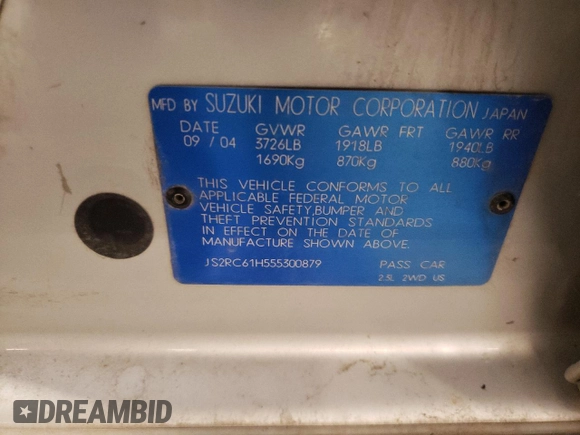 MFD BY SUZUKI MOTOR CORPORATION JAPAN
DATE GVWR GAWR FRT GAWR RR
09 / 04 3726LB 1918LB 1940LB
1690Kg 870Kg 880Kg
THIS VEHICLE CONFORMS TO ALL
APPLICABLE FEDERAL MOTOR
VEHICLE SAFETY,BUMPER AND
THEFT PREVENTION STANDARDS
IN EFFECT ON THE DATE OF
MANUFACTURE SHOWN ABOVE.
JS2RC61H555300879 PASS CAR
2.3L 2WD US
DREAMBID